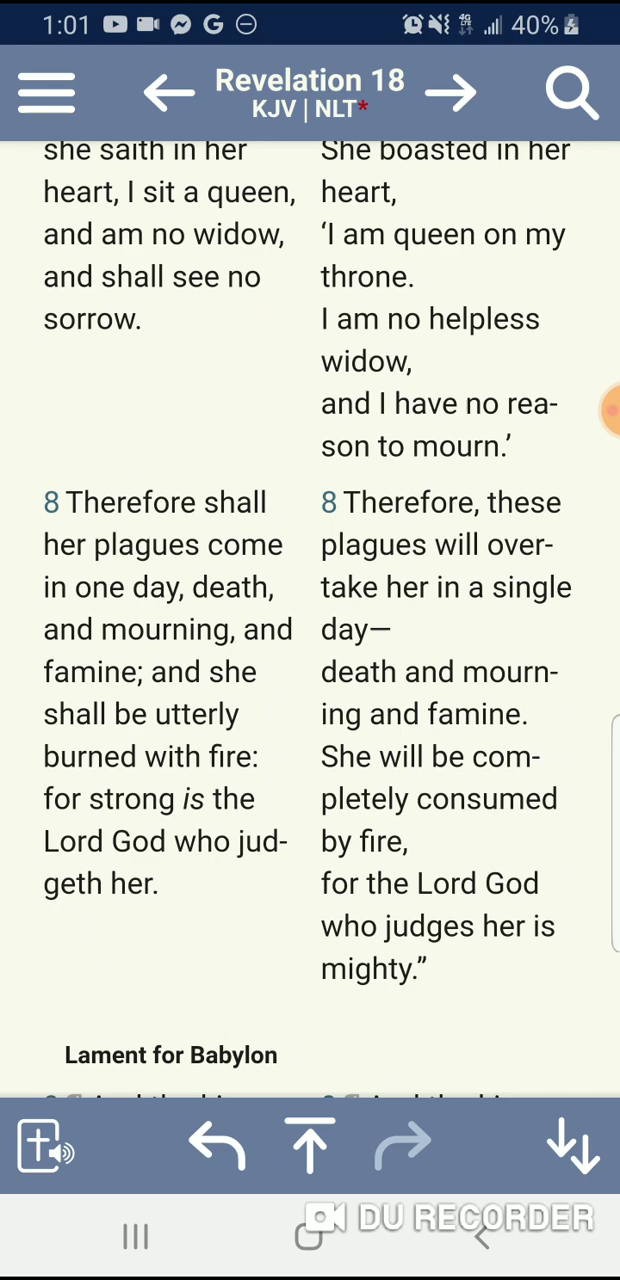 1:01
G
4G
40%
Revelation 18
KJV | NLT*
she saith in her
heart, I sit a queen,
and am no widow,
and shall see no
sorrow.
She boasted in her
heart,
‘I am queen on my
throne.
I am no helpless
widow,
and I have no rea-
son to mourn.’
8 Therefore shall
her plagues come
in one day, death,
and mourning, and
famine; and she
shall be utterly
burned with fire:
for strong is the
Lord God who jud-
geth her.
8 Therefore, these
plagues will over-
take her in a single
day—
death and mourn-
ing and famine.
She will be com-
pletely consumed
by fire,
for the Lord God
who judges her is
mighty.”
Lament for Babylon
DU RECORDER